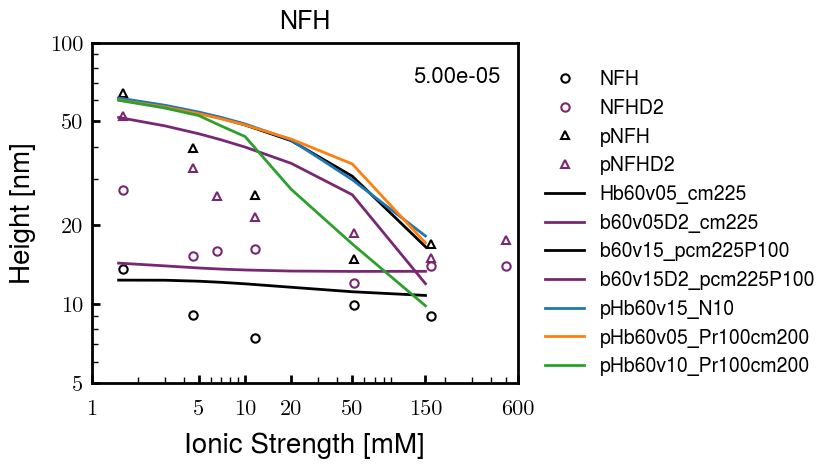 NFH
100
50
20
10
5
1
5
10
20
50
150
600
Height [nm]
Ionic Strength [mM]
5.00e-05
NFH
NFHD2
pNFH
pNFHD2
Hb60v05_cm225
b60v05D2_cm225
b60v15_pcm225P100
b60v15D2_pcm225P100
pHb60v15_N10
pHb60v05_Pr100cm200
pHb60v10_Pr100cm200